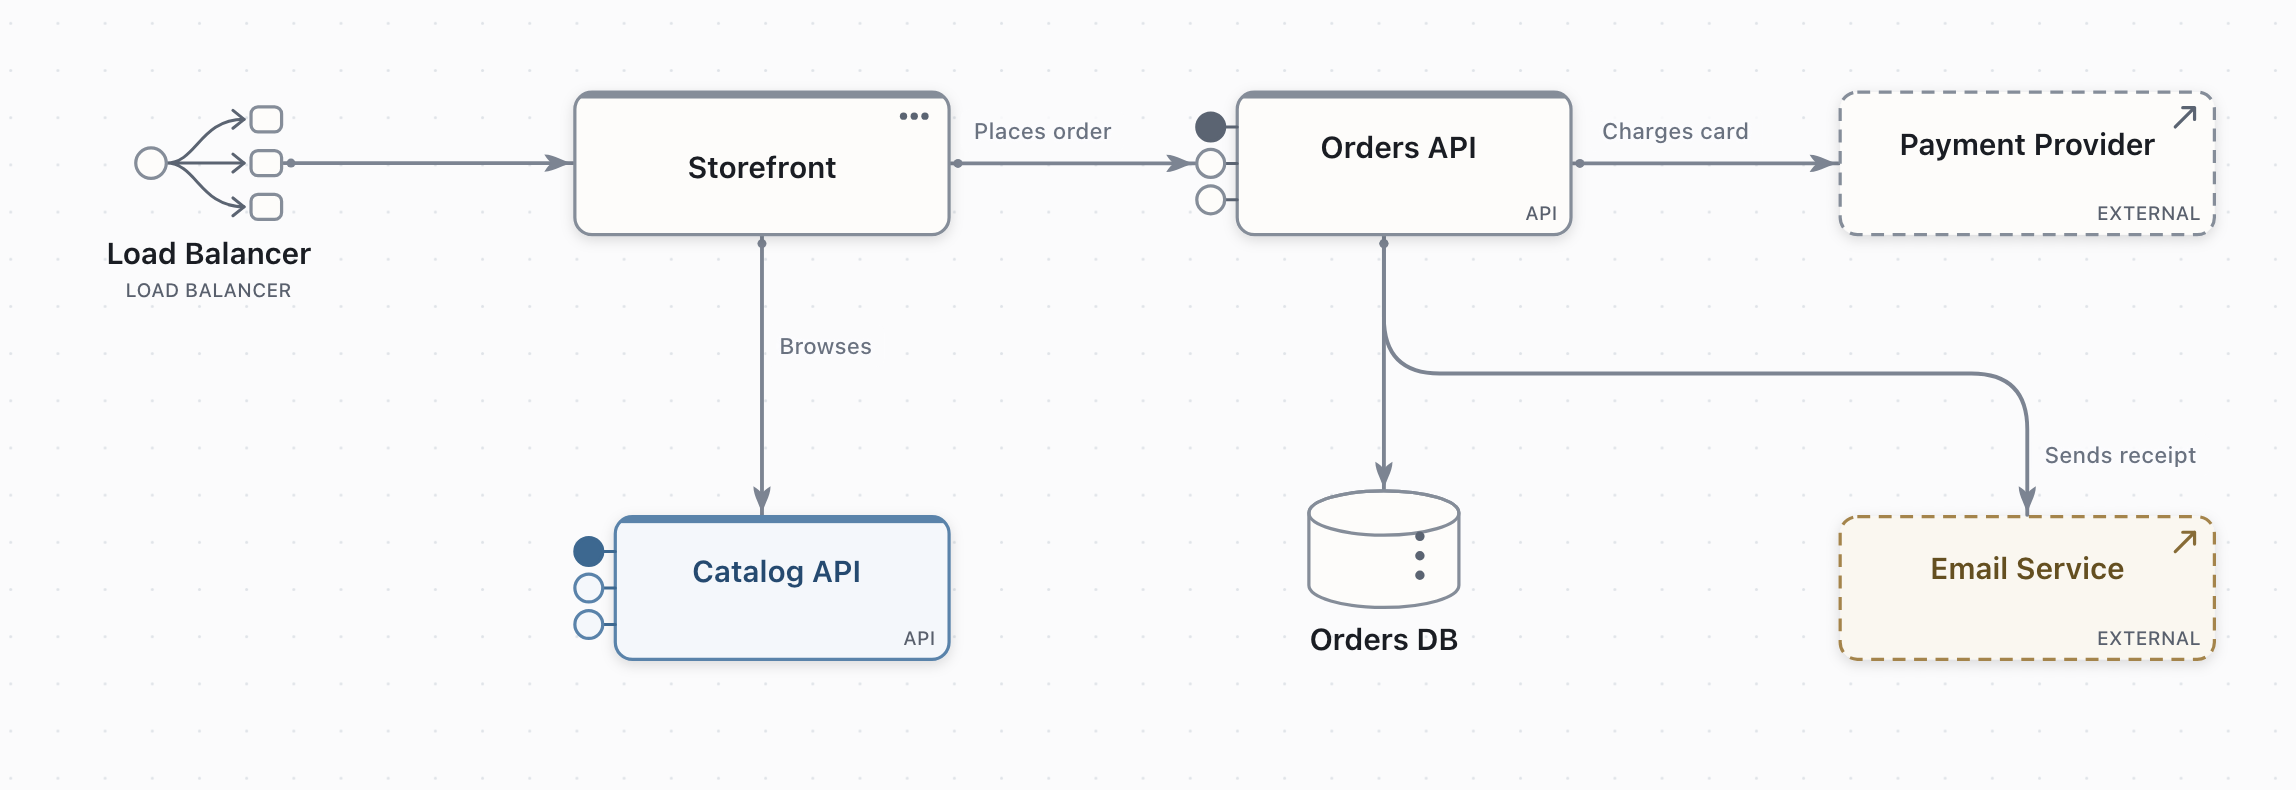 Load Balancer
LOAD BALANCER
Storefront
Places order
Orders API
API
Charges card
Payment Provider
EXTERNAL
Browses
Sends receipt
Catalog API
API
Orders DB
Email Service
EXTERNAL